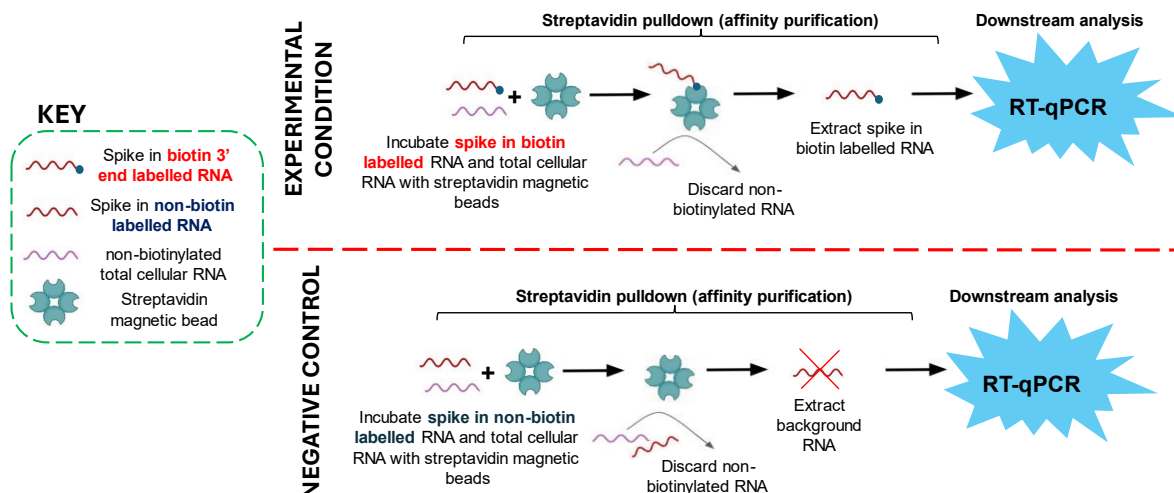 KEY
Spike in biotin 3'
end labelled RNA
Spike in non-biotin
labelled RNA
non-biotinylated
total cellular RNA
Streptavidin
magnetic bead
EXPERIMENTAL
CONDITION
Streptavidin pulldown (affinity purification)
Downstream analysis
+
Incubate spike in biotin
labelled RNA and total cellular
RNA with streptavidin magnetic
beads
Discard non-
biotinylated RNA
Extract spike in
biotin labelled RNA
RT-qPCR
NEGATIVE CONTROL
Streptavidin pulldown (affinity purification)
Downstream analysis
+
Incubate spike in non-biotin
labelled RNA and total cellular
RNA with streptavidin magnetic
beads
Discard non-
biotinylated RNA
Extract
background
RNA
RT-qPCR